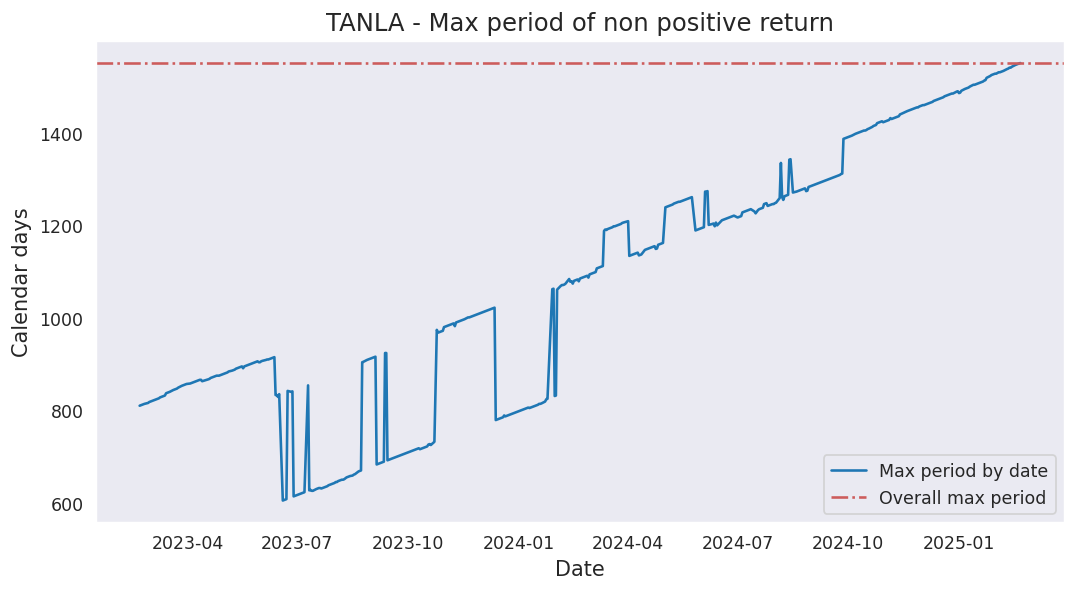 TANLA - Max period of non positive return
Calendar days
1400
1200
1000
800
600
2023-04 2023-07 2023-10 2024-01 2024-04 2024-07 2024-10 2025-01
Date
Max period by date
Overall max period